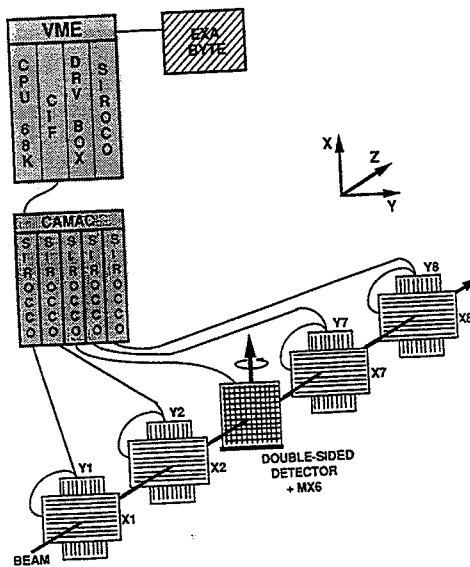 VME
EXA
BYTE
CPU 68K
CIF
DRV BOX
SIROCO
X
Z
Y
CAMAC
SIROCCO
SIROCCO
SIROCCO
SIROCCO
SIROCCO
Y8
X8
Y7
X7
Y2
X2
DOUBLE-SIDED
DETECTOR
+ MX6
Y1
X1
BEAM